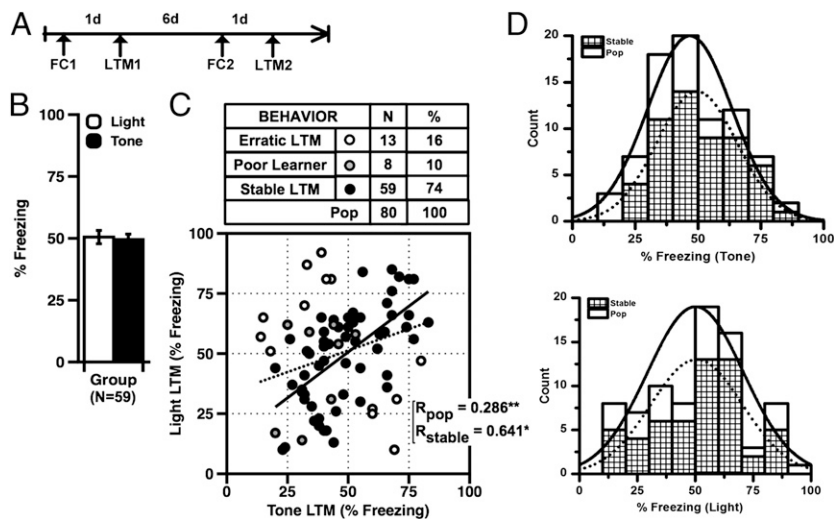 A
1d 6d 1d
FC1 LTM1 FC2 LTM2
B
100
75
50
25
0
% Freezing
Light
Tone
Group
(N=59)
C
BEHAVIOR N %
Erratic LTM 13 16
Poor Learner 8 10
Stable LTM 59 74
Pop 80 100
100
75
50
25
0
Light LTM (% Freezing)
Rpop = 0.286**
Rstable = 0.641*
0 25 50 75 100
Tone LTM (% Freezing)
D
Stable
Pop
20
15
10
5
0
Count
0 25 50 75 100
% Freezing (Tone)
Stable
Pop
20
15
10
5
0
Count
0 25 50 75 100
% Freezing (Light)